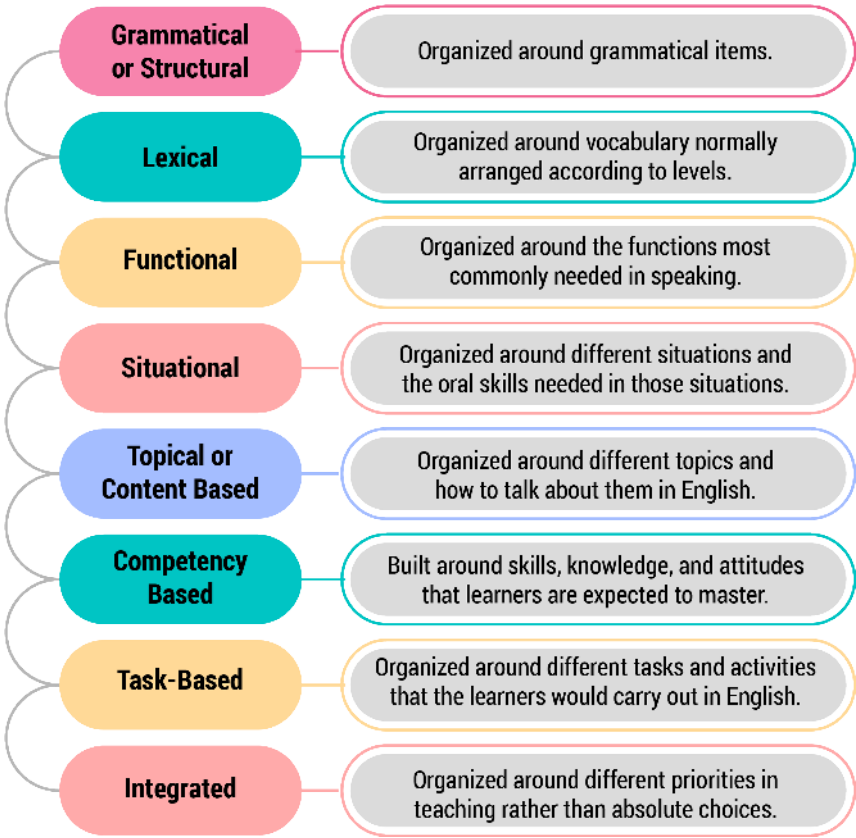 Grammatical
or Structural
Organized around grammatical items.
Lexical
Organized around vocabulary normally
arranged according to levels.
Functional
Organized around the functions most
commonly needed in speaking.
Situational
Organized around different situations and
the oral skills needed in those situations.
Topical or
Content Based
Organized around different topics and
how to talk about them in English.
Competency
Based
Built around skills, knowledge, and attitudes
that learners are expected to master.
Task-Based
Organized around different tasks and activities
that the learners would carry out in English.
Integrated
Organized around different priorities in
teaching rather than absolute choices.